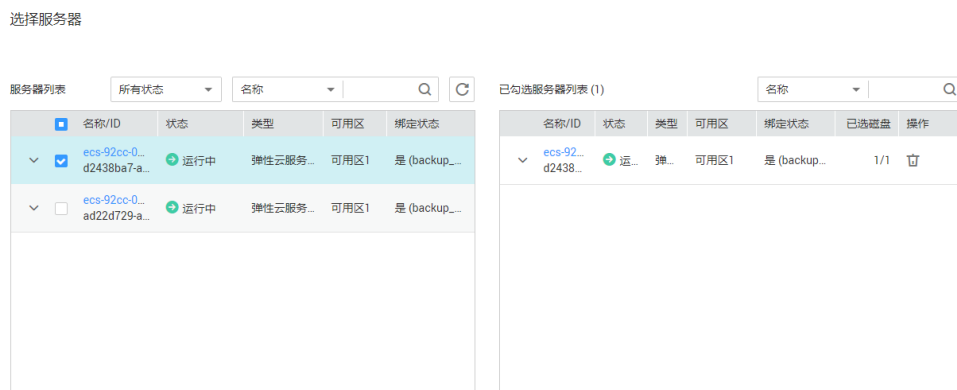 选择服务器
服务器列表 所有状态 名称 已勾选服务器列表 (1) 名称
名称/ID 状态 类型 可用区 绑定状态 名称/ID 状态 类型 可用区 绑定状态 已选磁盘 操作
ecs-92cc-0... 运行中 弹性云服务... 可用区1 是 (backup_... ecs-92... 运... 弹... 可用区1 是 (backup... 1/1
d2438ba7-a... d2438...
ecs-92cc-0... 运行中 弹性云服务... 可用区1 是 (backup_...
ad22d729-a...